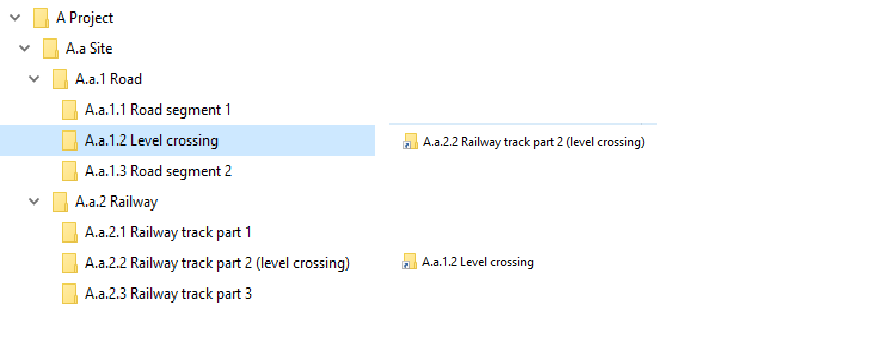 A Project
A.a Site
A.a.1 Road
A.a.1.1 Road segment 1
A.a.1.2 Level crossing A.a.2.2 Railway track part 2 (level crossing)
A.a.1.3 Road segment 2
A.a.2 Railway
A.a.2.1 Railway track part 1
A.a.2.2 Railway track part 2 (level crossing) A.a.1.2 Level crossing
A.a.2.3 Railway track part 3